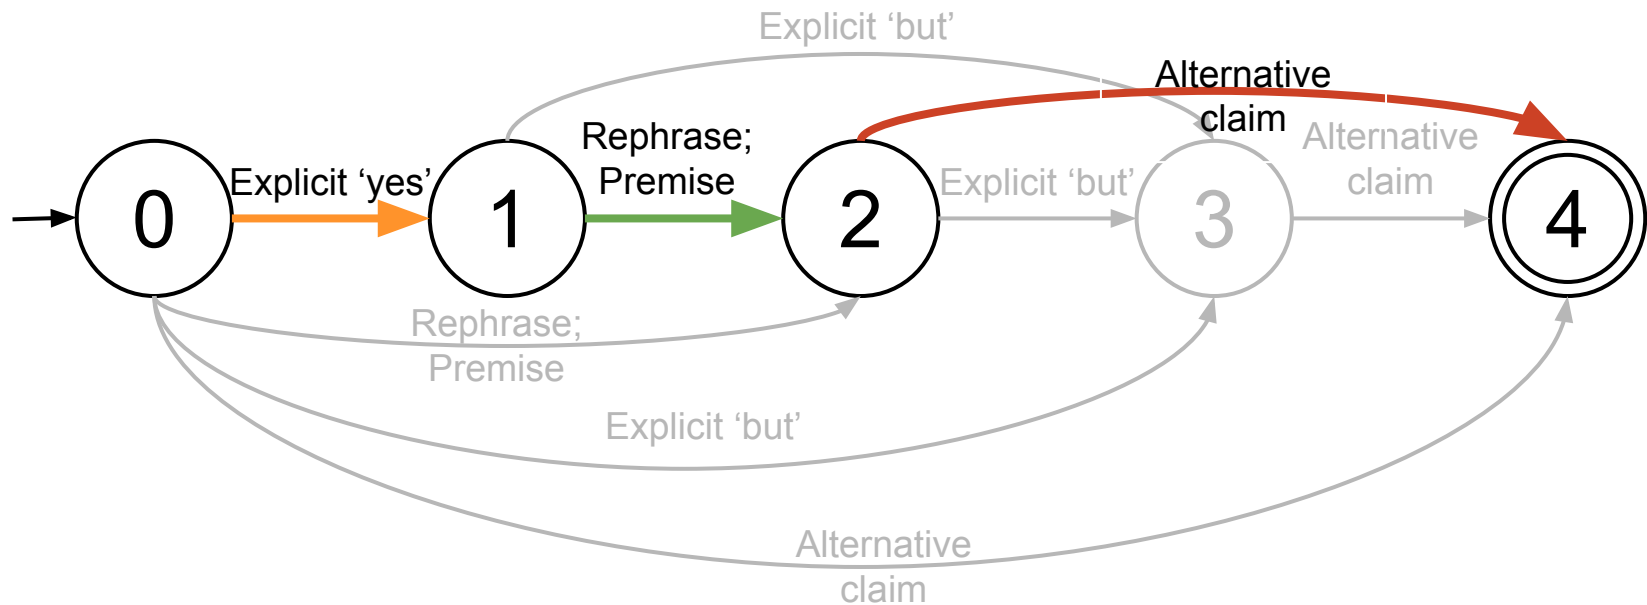 Explicit ‘but’
Alternative
claim
Rephrase;
Premise
Alternative
claim
Explicit ‘yes’
Explicit ‘but’
0
1
2
3
4
Rephrase;
Premise
Explicit ‘but’
Alternative
claim